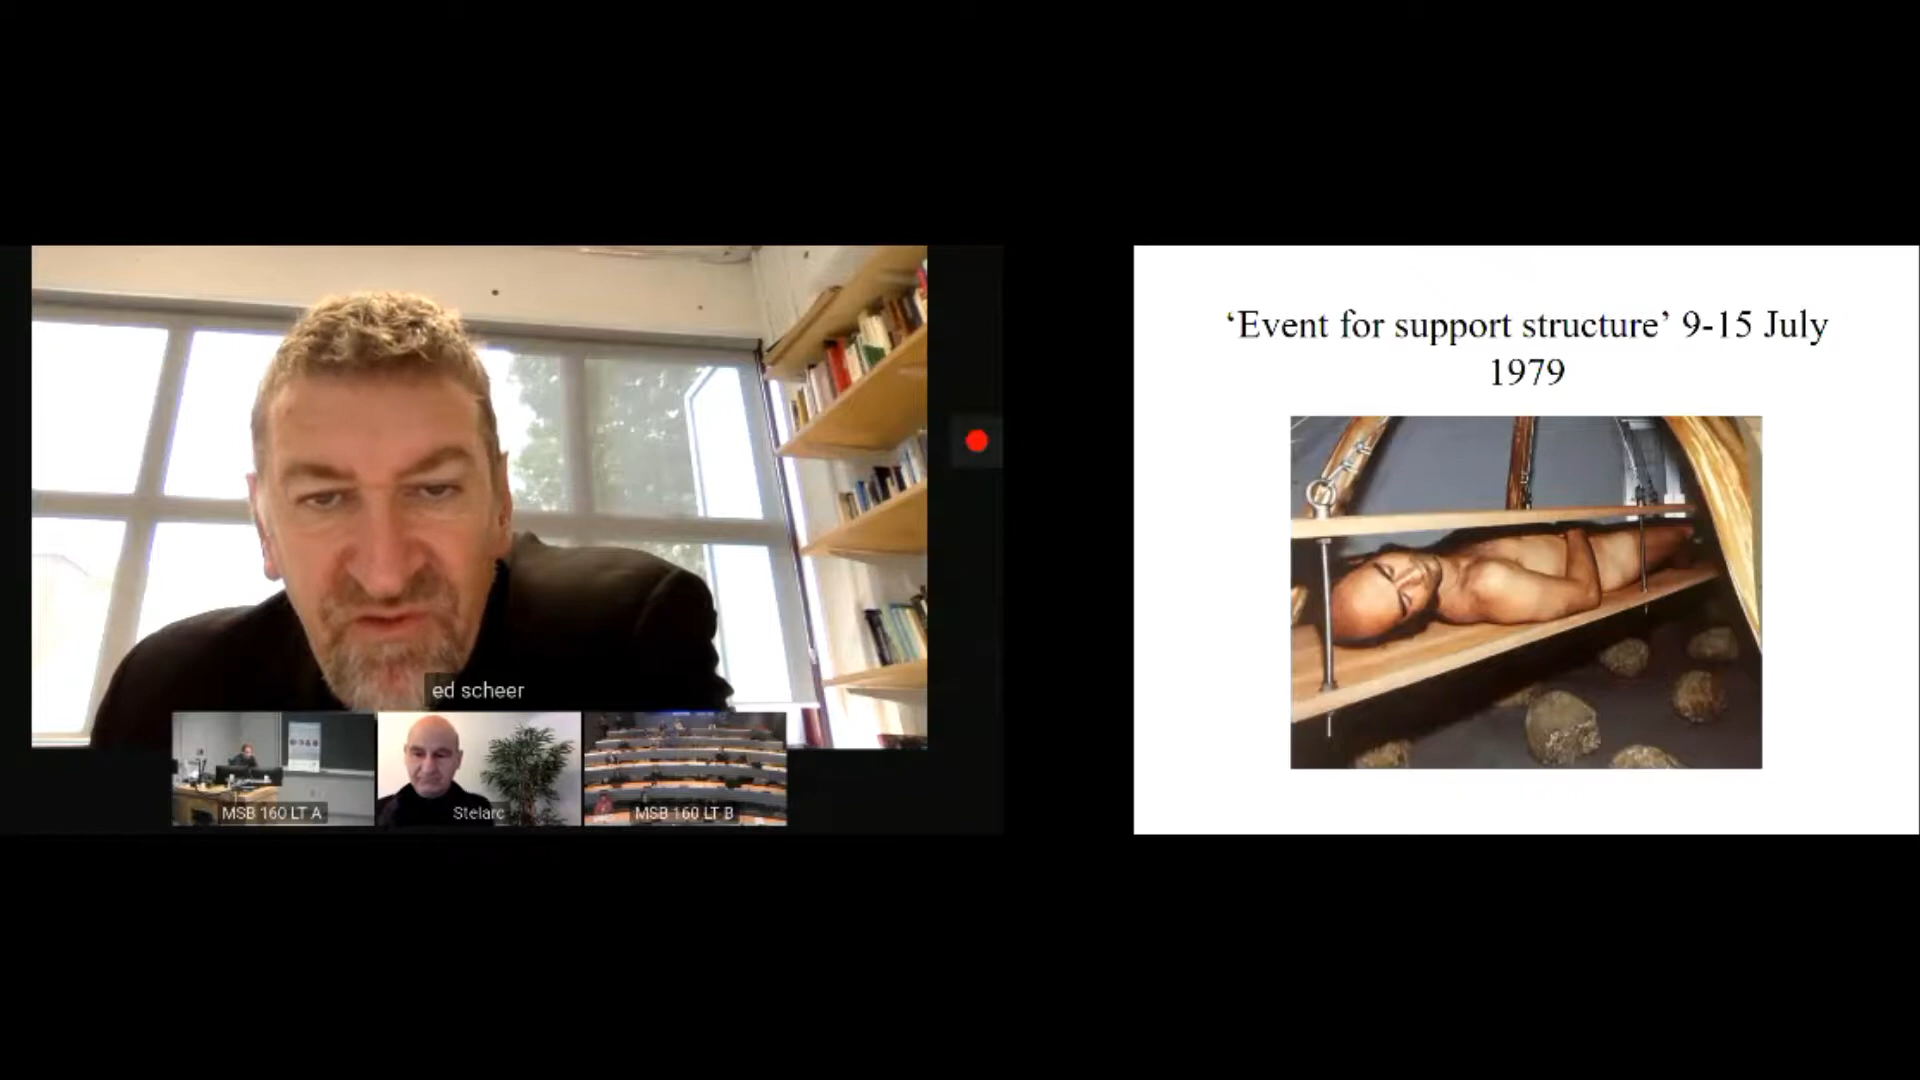 ed scheer
MSB 160 LT A
Stelarc
MSB 160 LT B
‘Event for support structure’ 9-15 July
1979